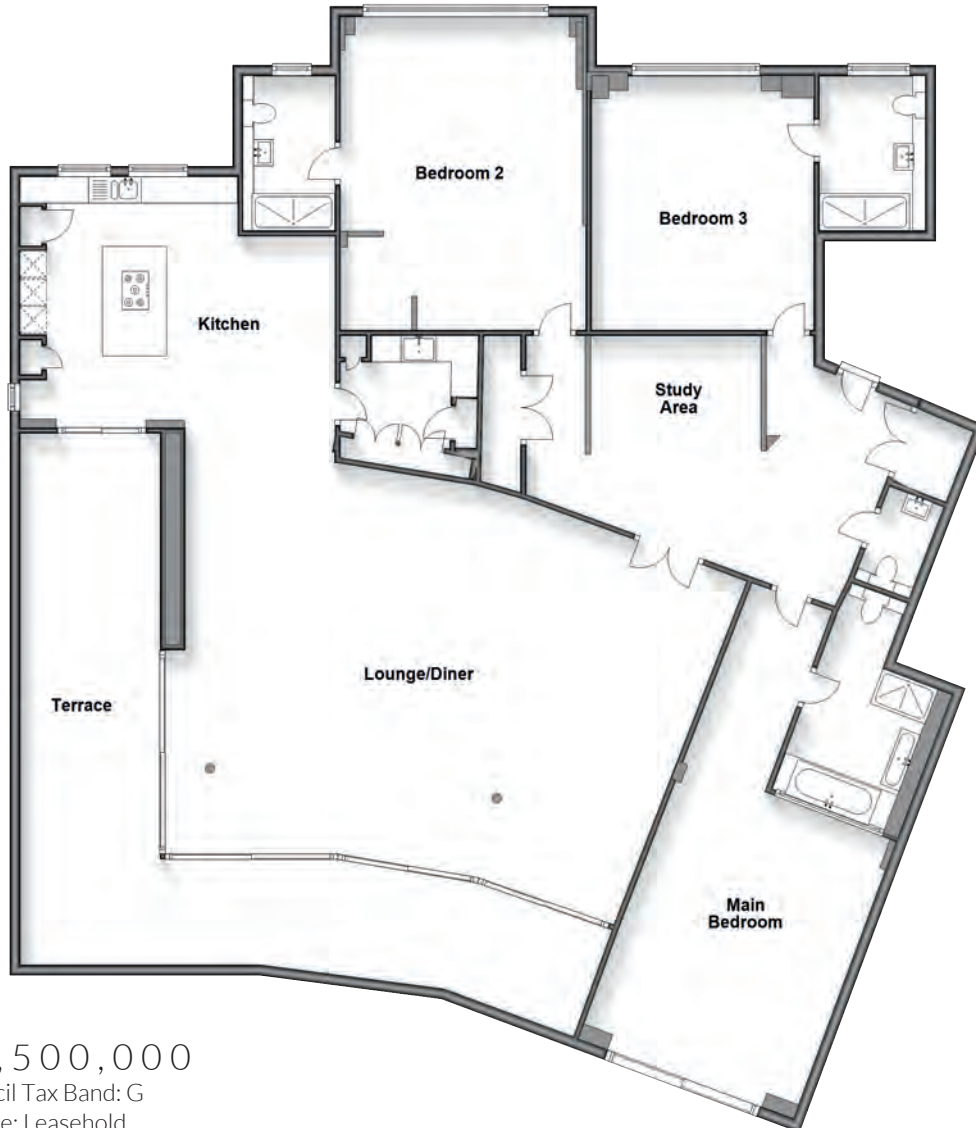 Bedroom 2
Bedroom 3
Kitchen
Study
Area
Lounge/Diner
Terrace
Main
Bedroom
,500,000
cil Tax Band: G
e: Leasehold